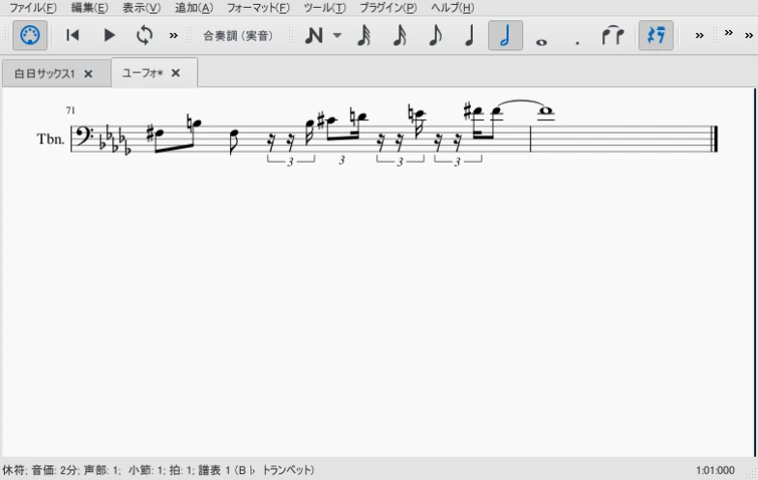 ファイル(F) 編集(E) 表示(V) 追加(A) フォーマット(F) ツール(T) プラグイン(P) ヘルプ(H)
» 合奏調 (実音) » » »
白日サックス1 × ユーフォ* ×
71
Tbn.
3 3 3 3
休符; 音価: 2分; 声部: 1; 小節: 1; 拍: 1; 譜表 1 (B♭ トランペット) 1:01:000